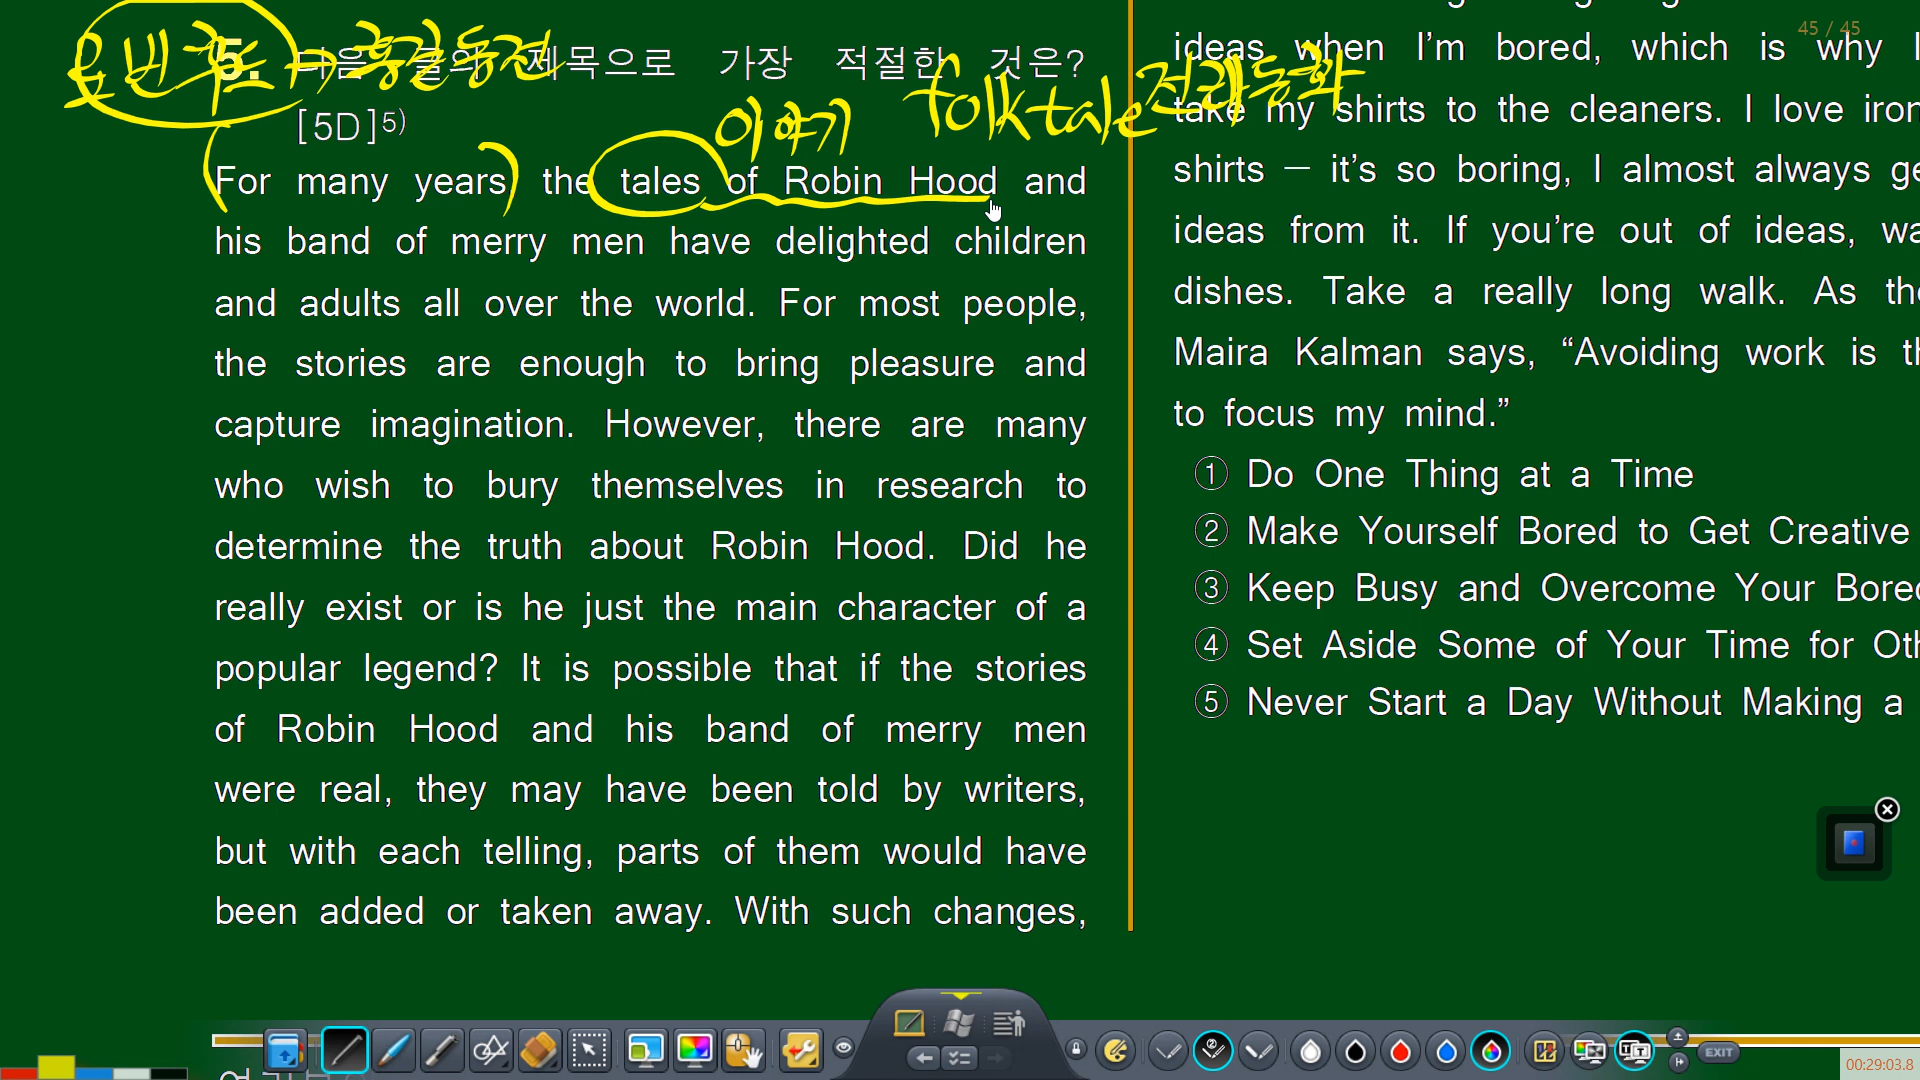 45 / 45
로빈후드 → 홍길동전
5. 다음 글의 제목으로 가장 적절한 것은?
[5D]5)
이야기
folktale 전래동화
For many years the tales of Robin Hood and
his band of merry men have delighted children
and adults all over the world. For most people,
the stories are enough to bring pleasure and
capture imagination. However, there are many
who wish to bury themselves in research to
determine the truth about Robin Hood. Did he
really exist or is he just the main character of a
popular legend? It is possible that if the stories
of Robin Hood and his band of merry men
were real, they may have been told by writers,
but with each telling, parts of them would have
been added or taken away. With such changes,
ideas when I’m bored, which is why I
take my shirts to the cleaners. I love iron
shirts — it’s so boring, I almost always ge
ideas from it. If you’re out of ideas, wa
dishes. Take a really long walk. As the
Maira Kalman says, “Avoiding work is th
to focus my mind.”
① Do One Thing at a Time
② Make Yourself Bored to Get Creative
③ Keep Busy and Overcome Your Bored
④ Set Aside Some of Your Time for Oth
⑤ Never Start a Day Without Making a
EXIT
00:29:03.8